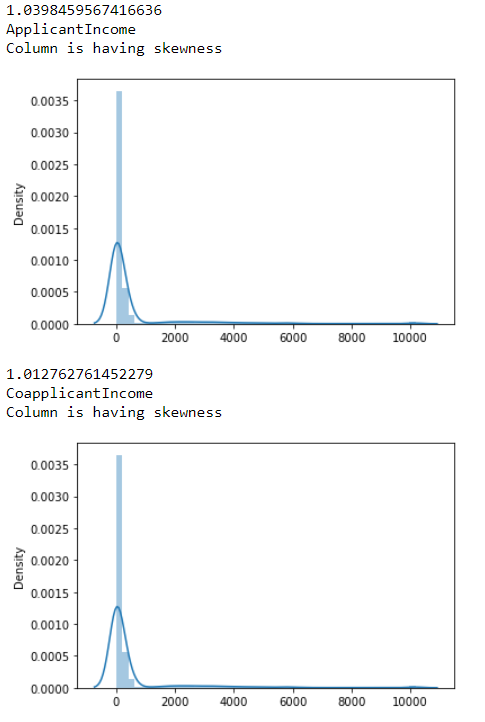 1.0398459567416636
ApplicantIncome
Column is having skewness
0.0035
0.0030
0.0025
0.0020
0.0015
0.0010
0.0005
0.0000
Density
0 2000 4000 6000 8000 10000
1.012762761452279
CoapplicantIncome
Column is having skewness
0.0035
0.0030
0.0025
0.0020
0.0015
0.0010
0.0005
0.0000
Density
0 2000 4000 6000 8000 10000